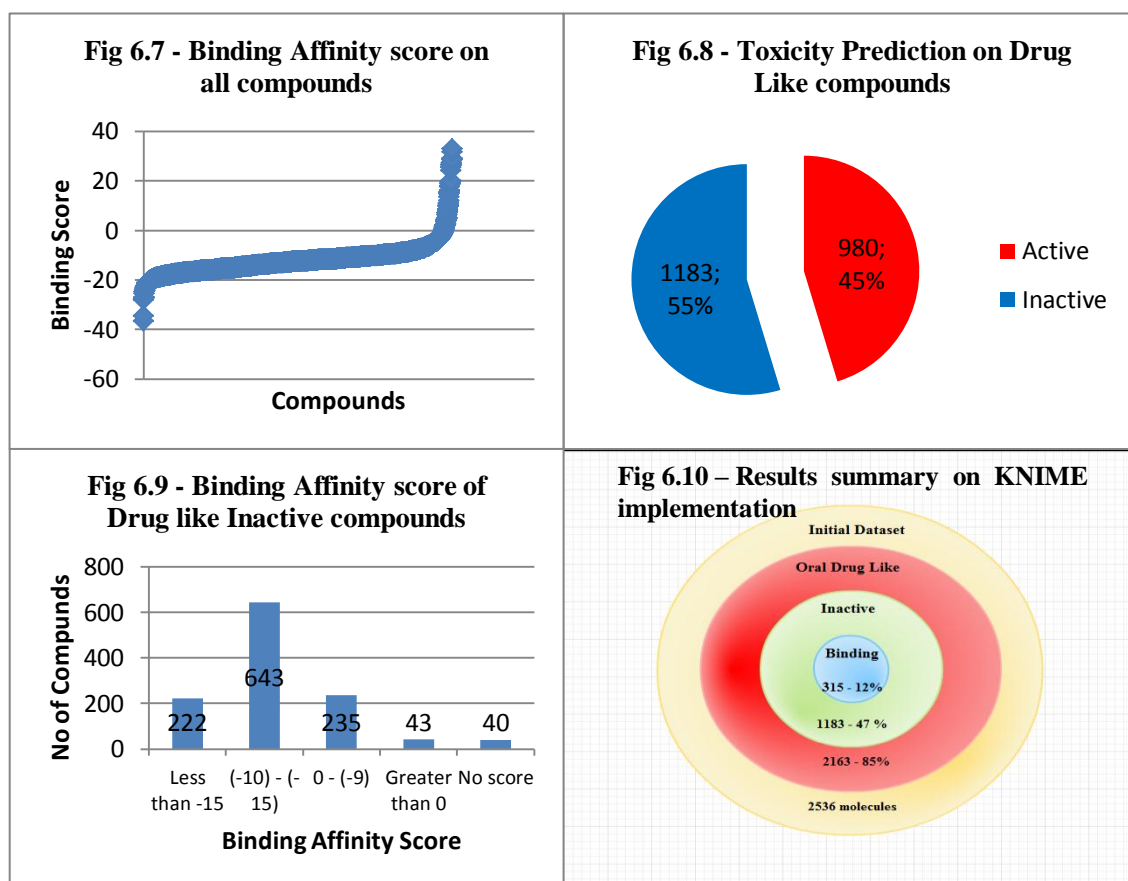 Fig 6.7 - Binding Affinity score on
all compounds
40
20
0
-20
-40
-60
Binding Score
Compounds
Fig 6.8 - Toxicity Prediction on Drug
Like compounds
980;
45%
1183;
55%
Active
Inactive
Fig 6.9 - Binding Affinity score of
Drug like Inactive compounds
800
600
400
200
0
No of Compunds
222
643
235
43
40
Less
than -15
(-10) - (-
15)
0 - (-9)
Greater
than 0
No score
Binding Affinity Score
Fig 6.10 – Results summary on KNIME
implementation
Initial Dataset
Oral Drug Like
Inactive
Binding
315 - 12%
1183 - 47 %
2163 - 85%
2536 molecules